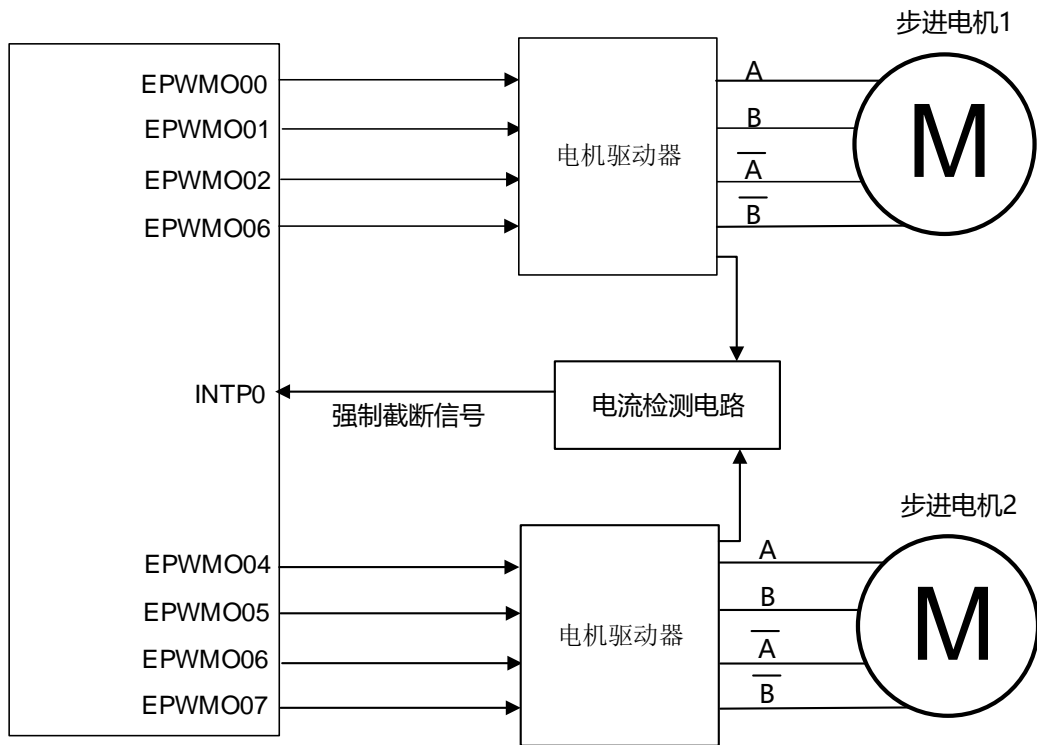 步进电机1
EPWMO00
EPWMO01
EPWMO02
EPWMO06
电机驱动器
A
B
A̅
B̅
M
INTP0
强制截断信号
电流检测电路
步进电机2
EPWMO04
EPWMO05
EPWMO06
EPWMO07
电机驱动器
A
B
A̅
B̅
M